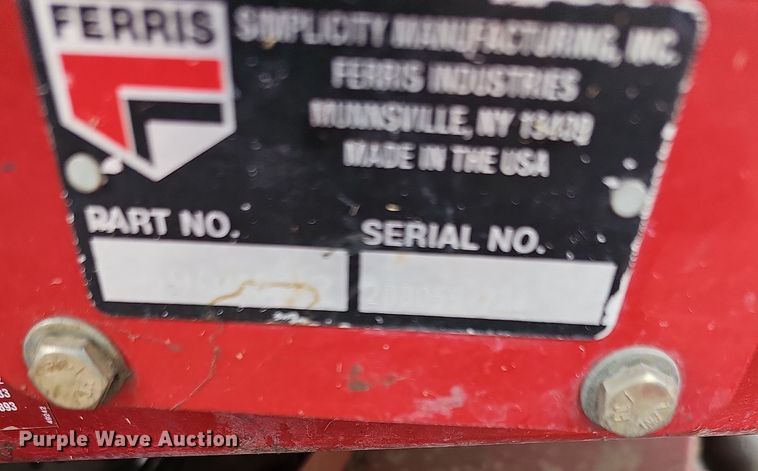 FERRIS
SIMPLICITY MANUFACTURING, INC.
FERRIS INDUSTRIES
MUNNSVILLE, NY 13409
MADE IN THE USA
PART NO.
SERIAL NO.
Purple Wave Auction